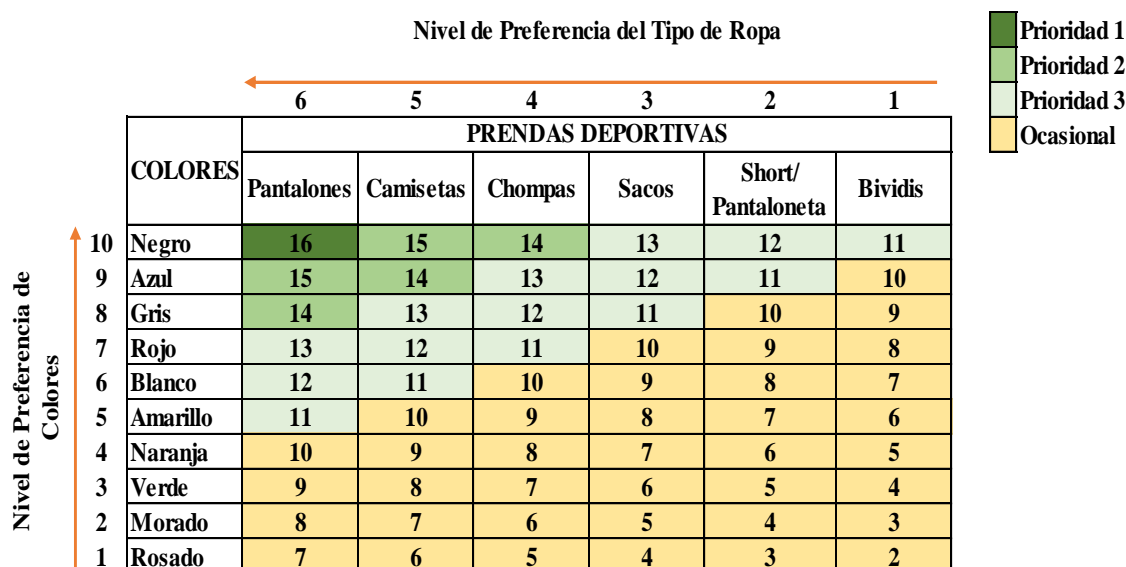 Nivel de Preferencia del Tipo de Ropa
Prioridad 1
Prioridad 2
Prioridad 3
Ocasional
6 5 4 3 2 1
PRENDAS DEPORTIVAS
COLORES
Pantalones Camisetas Chompas Sacos Short/ Pantaloneta Bividis
10 Negro 16 15 14 13 12 11
9 Azul 15 14 13 12 11 10
8 Gris 14 13 12 11 10 9
7 Rojo 13 12 11 10 9 8
6 Blanco 12 11 10 9 8 7
5 Amarillo 11 10 9 8 7 6
4 Naranja 10 9 8 7 6 5
3 Verde 9 8 7 6 5 4
2 Morado 8 7 6 5 4 3
1 Rosado 7 6 5 4 3 2
Nivel de Preferencia de
Colores